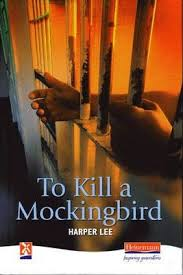 To Kill a
Mockingbird
HARPER LEE
Heinemann
Inspiring generations